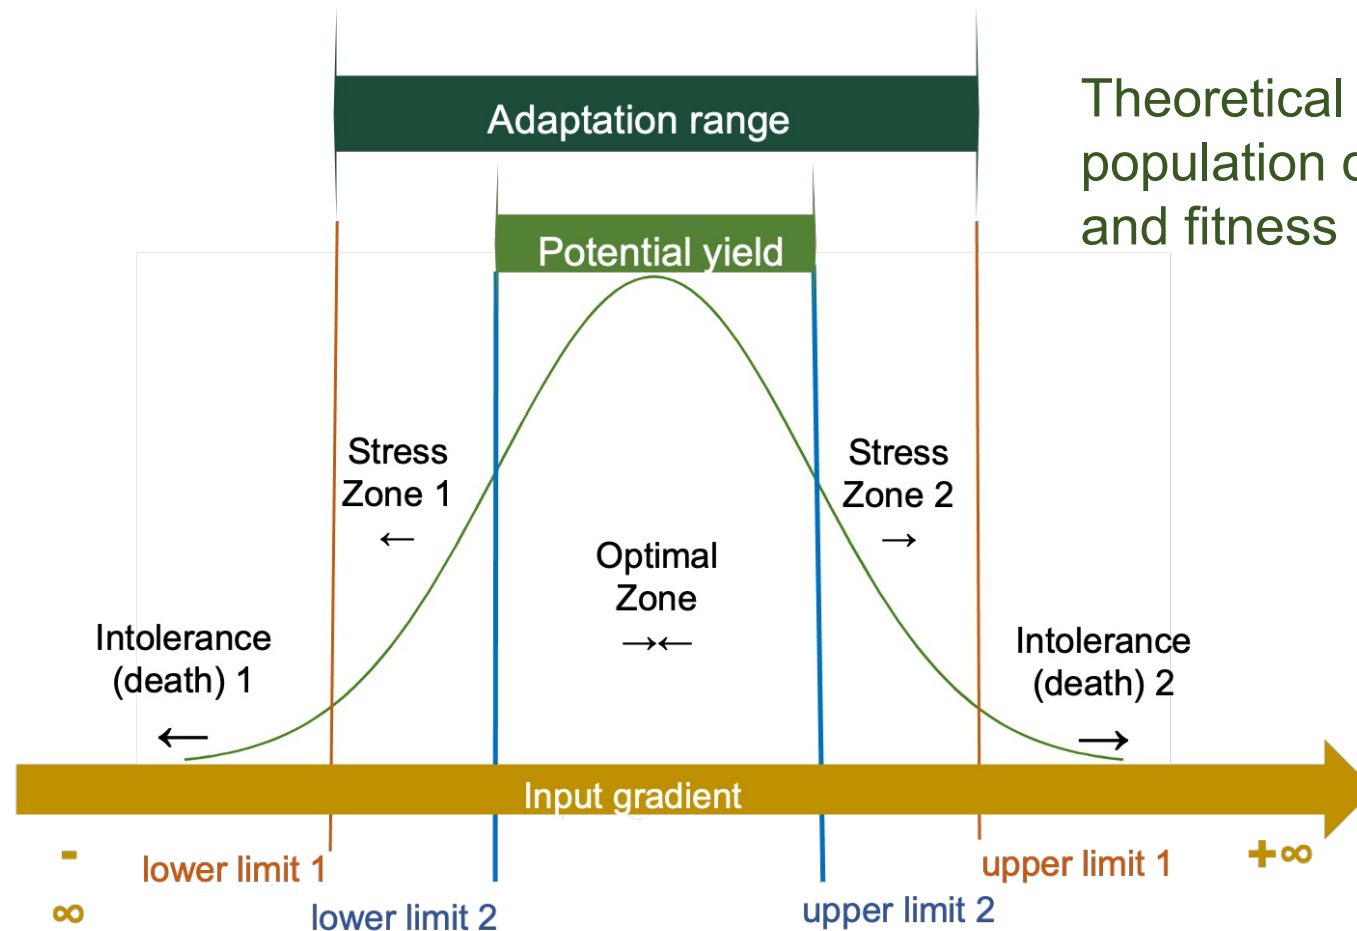 Adaptation range
Theoretical
population
and fitness
Potential yield
Stress
Zone 1
←
Stress
Zone 2
→
Optimal
Zone
→←
Intolerance
(death) 1
←
Intolerance
(death) 2
→
Input gradient
-
∞
lower limit 1
lower limit 2
upper limit 2
upper limit 1
+∞